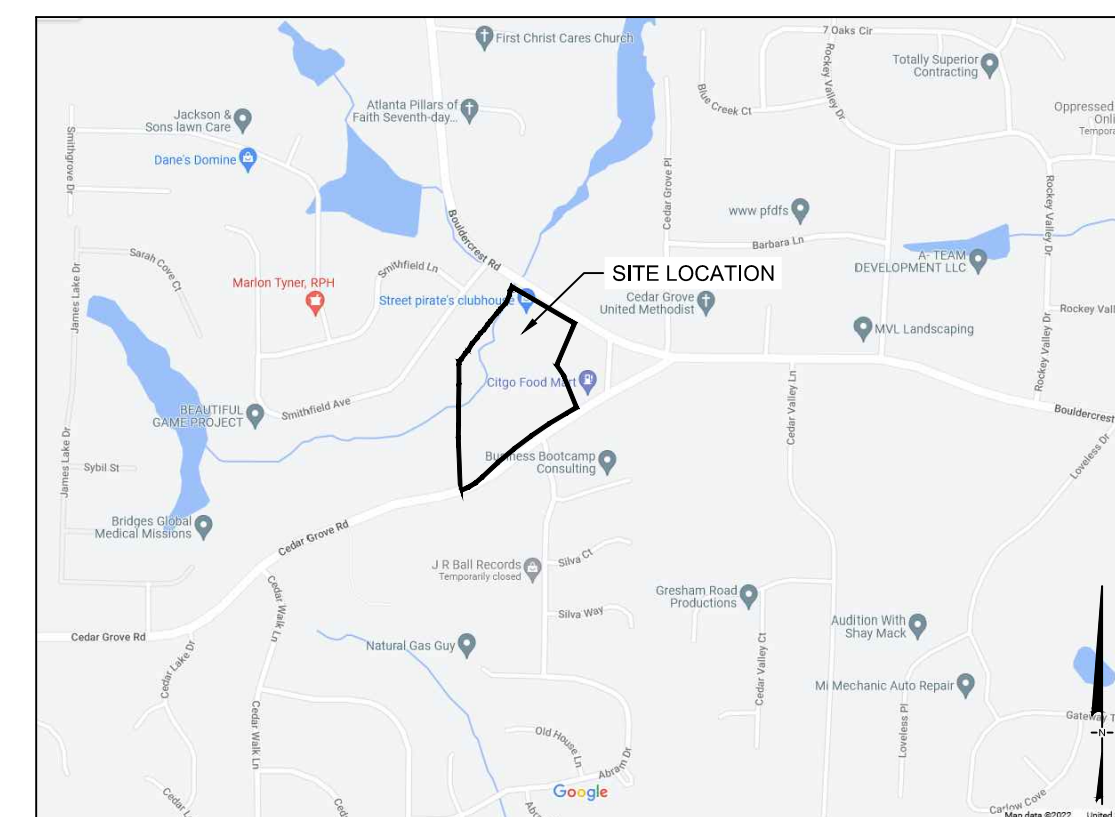 First Christ Cares Church
7 Oaks Cir
Totally Superior
Contracting
Rockey Valley Dr
Blue Creek Ct
Atlanta Pillars of
Faith Seventh-day...
Jackson &
Sons lawn Care
Oppressed
Onli
Tempora
Smithgrove Dr
Dane's Domine
Cedar Grove Pl
Rockey Valley Dr
www pfdfs
Bouldercrest Rd
Barbara Ln
Sarah Cove Ct
Smithfield Ln
A- TEAM
DEVELOPMENT LLC
SITE LOCATION
James Lake Dr
Marlon Tyner, RPH
Street pirate's clubhouse
Cedar Grove
United Methodist
Rockey Vall
MVL Landscaping
Rockey Valley Dr
Citgo Food Mart
Cedar Valley Ln
BEAUTIFUL
GAME PROJECT
Smithfield Ave
Bouldercrest
James Lake Dr
Sybil St
Business Bootcamp
Consulting
Loveless Dr
Bridges Global
Medical Missions
Cedar Grove Rd
J R Ball Records
Temporarily closed
Silva Ct
Cedar Walk Ln
Gresham Road
Productions
Silva Way
Audition With
Shay Mack
Cedar Grove Rd
Natural Gas Guy
Cedar Lake Dr
Cedar Valley Ct
Mi Mechanic Auto Repair
Loveless Pl
Gateway T
N
Cedar Walk Ln
Old House Ln
Abram Dr
Google
Cedar L
Ced
Abr
Carlow Cove
Map data ©2022
United